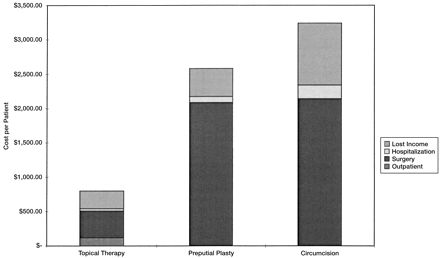 $3,500.00
$3,000.00
$2,500.00
$2,000.00
$1,500.00
$1,000.00
$500.00
$-
Cost per Patient
Topical Therapy
Preputial Plasty
Circumcision
Lost Income
Hospitalization
Surgery
Outpatient